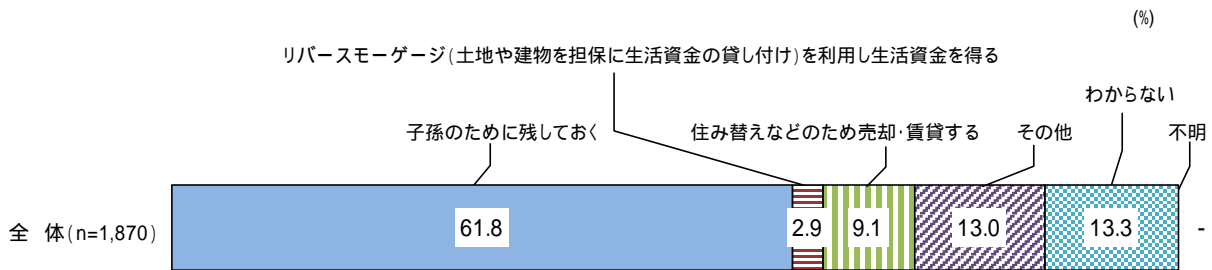 (%)
リバースモーゲージ(土地や建物を担保に生活資金の貸し付け)を利用し生活資金を得る
わからない
子孫のために残しておく
住み替えなどのため売却・賃貸する
その他
不明
全 体(n=1,870)
61.8
2.9
9.1
13.0
13.3
-